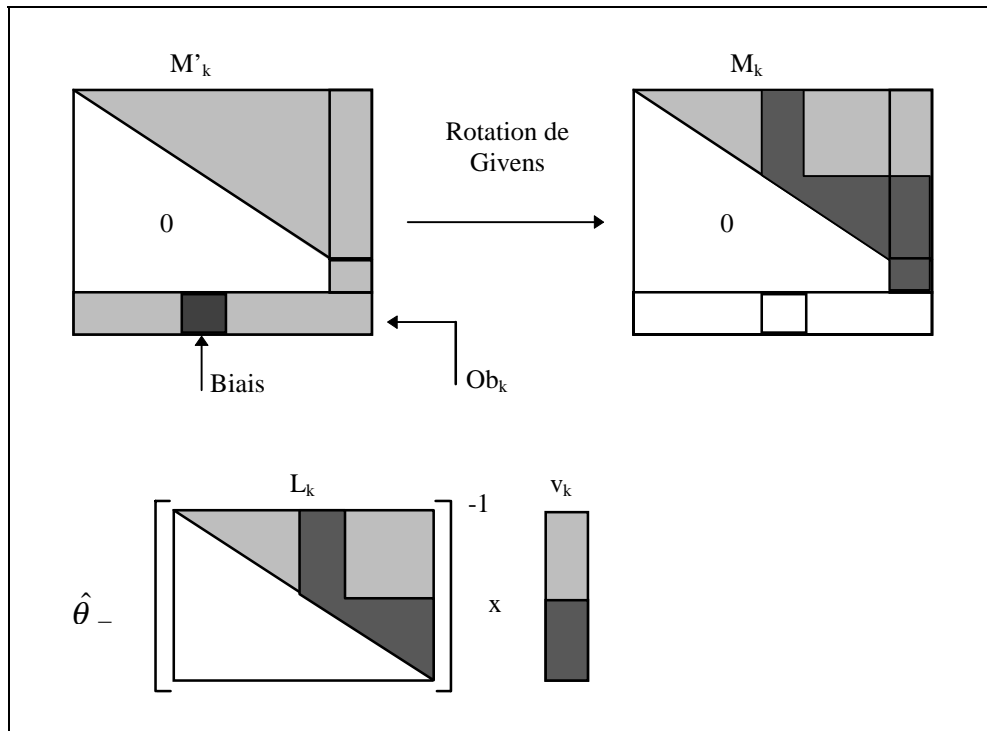 M’k
Mk
Rotation de
Givens
0
0
Biais
Obk
Lk
vk
-1
θ̂ –
x